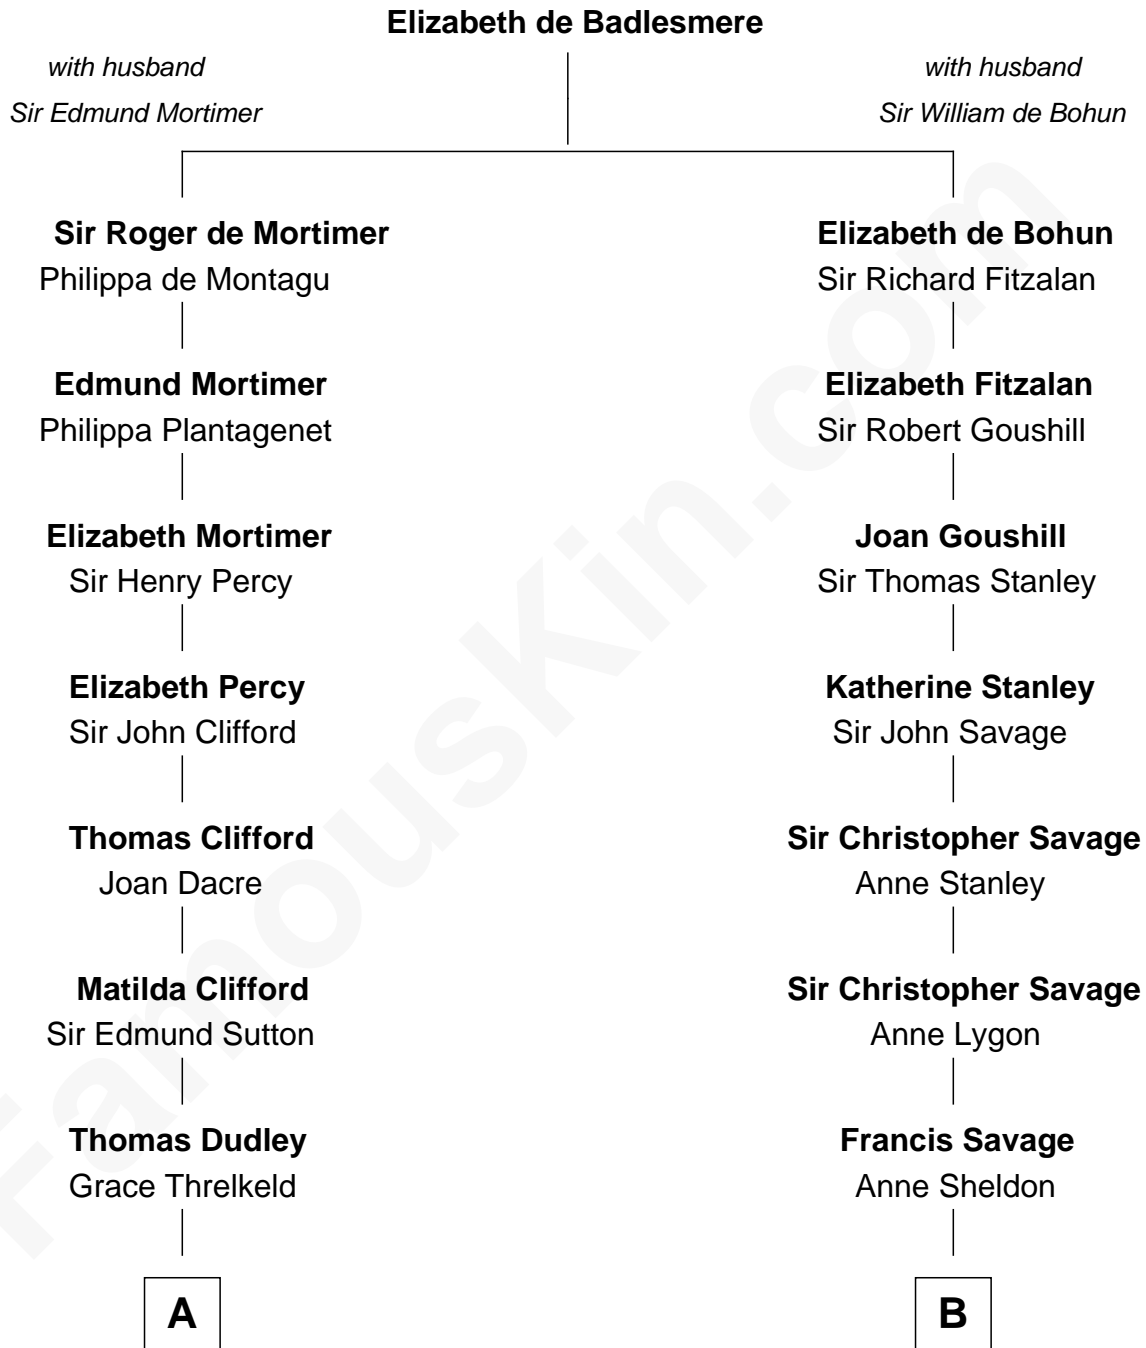 Elizabeth de Badlesmere
with husband
Sir Edmund Mortimer
with husband
Sir William de Bohun
Sir Roger de Mortimer
Philippa de Montagu
Elizabeth de Bohun
Sir Richard Fitzalan
Edmund Mortimer
Philippa Plantagenet
Elizabeth Fitzalan
Sir Robert Goushill
Elizabeth Mortimer
Sir Henry Percy
Joan Goushill
Sir Thomas Stanley
Elizabeth Percy
Sir John Clifford
Katherine Stanley
Sir John Savage
Thomas Clifford
Joan Dacre
Sir Christopher Savage
Anne Stanley
Matilda Clifford
Sir Edmund Sutton
Sir Christopher Savage
Anne Lygon
Thomas Dudley
Grace Threlkeld
Francis Savage
Anne Sheldon
A
B
FamousKin.com